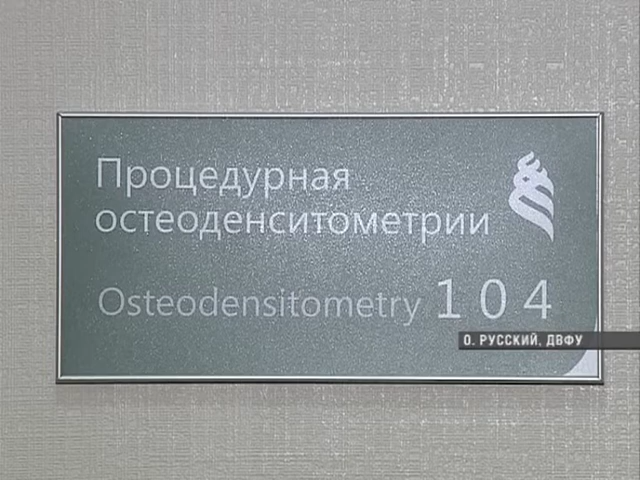 Процедурная
остеоденситометрии
Osteodensitometry 104
О. РУССКИЙ, ДВФУ